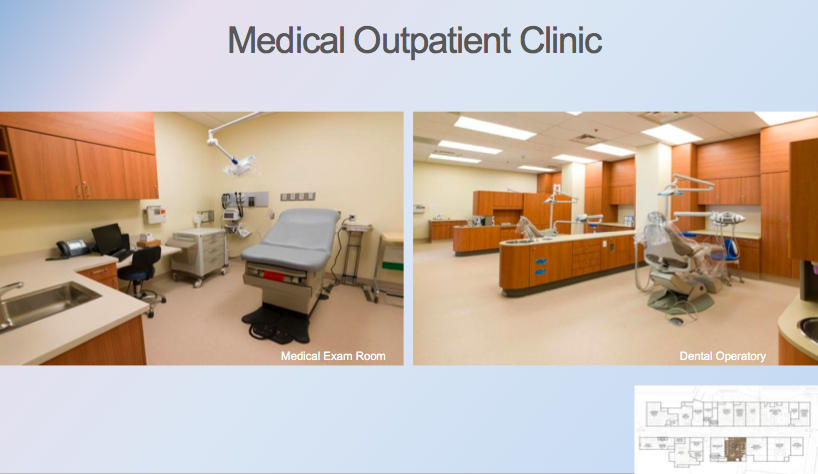 Medical Outpatient Clinic
Medical Exam Room
Dental Operatory